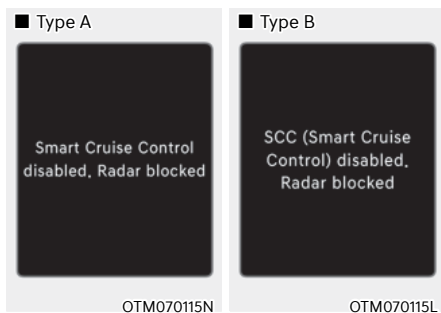 ■ Type A
Smart Cruise Control
disabled. Radar blocked
OTM070115N
■ Type B
SCC (Smart Cruise
Control) disabled.
Radar blocked
OTM070115L